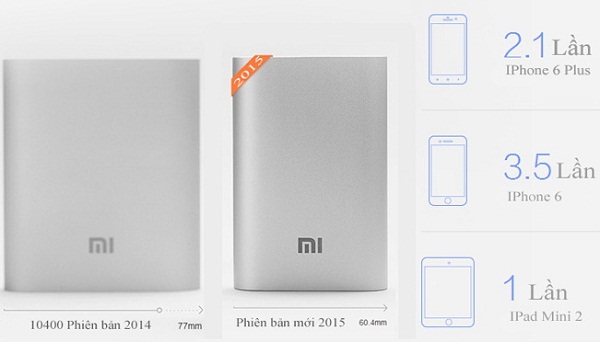 mi
10400 Phiên bản 2014
77mm
2015
mi
Phiên bản mới 2015
60.4mm
2.1 Lần
IPhone 6 Plus
3.5 Lần
IPhone 6
1 Lần
IPad Mini 2